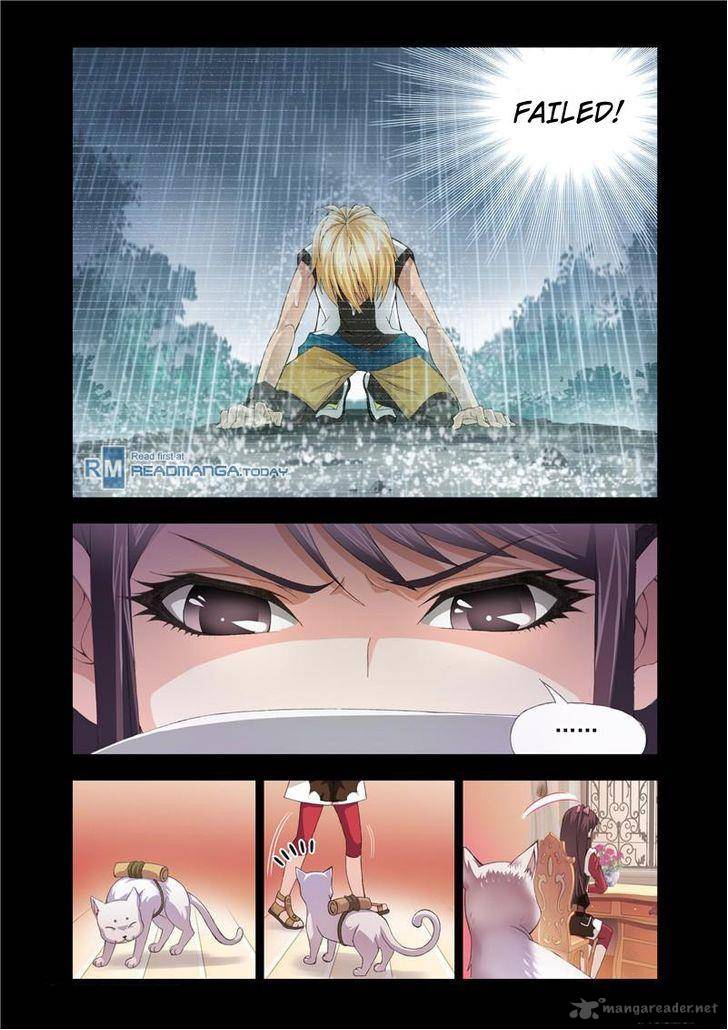 FAILED!
RM
Read first at
READMANGA.TODAY
......
mangareader.net